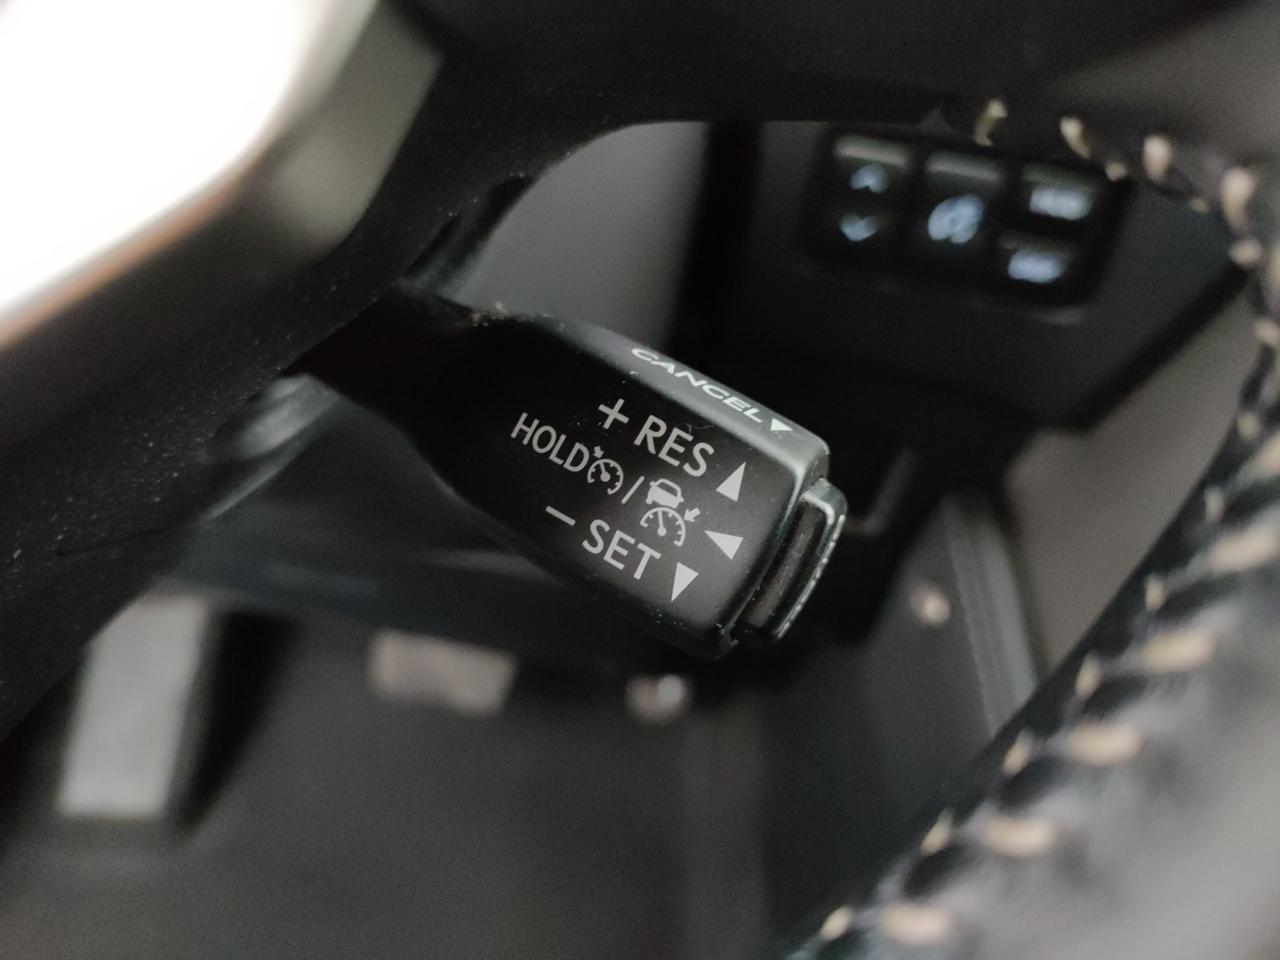 CANCEL
+ RES
HOLD /
− SET